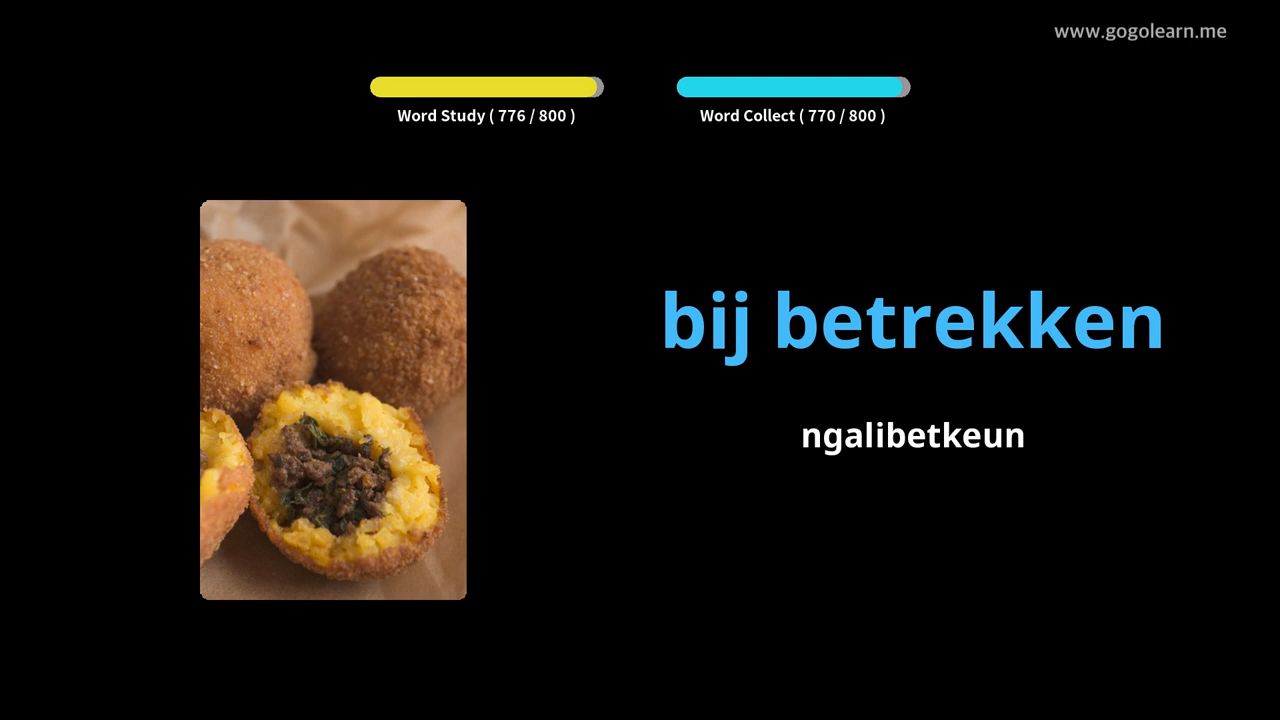 www.gogolearn.me
Word Study ( 776 / 800 )
Word Collect ( 770 / 800 )
bij betrekken
ngalibetkeun